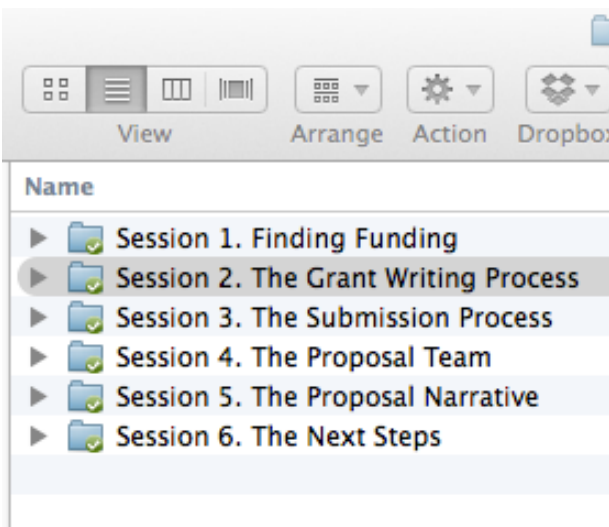 View Arrange Action Dropbox
Name
Session 1. Finding Funding
Session 2. The Grant Writing Process
Session 3. The Submission Process
Session 4. The Proposal Team
Session 5. The Proposal Narrative
Session 6. The Next Steps